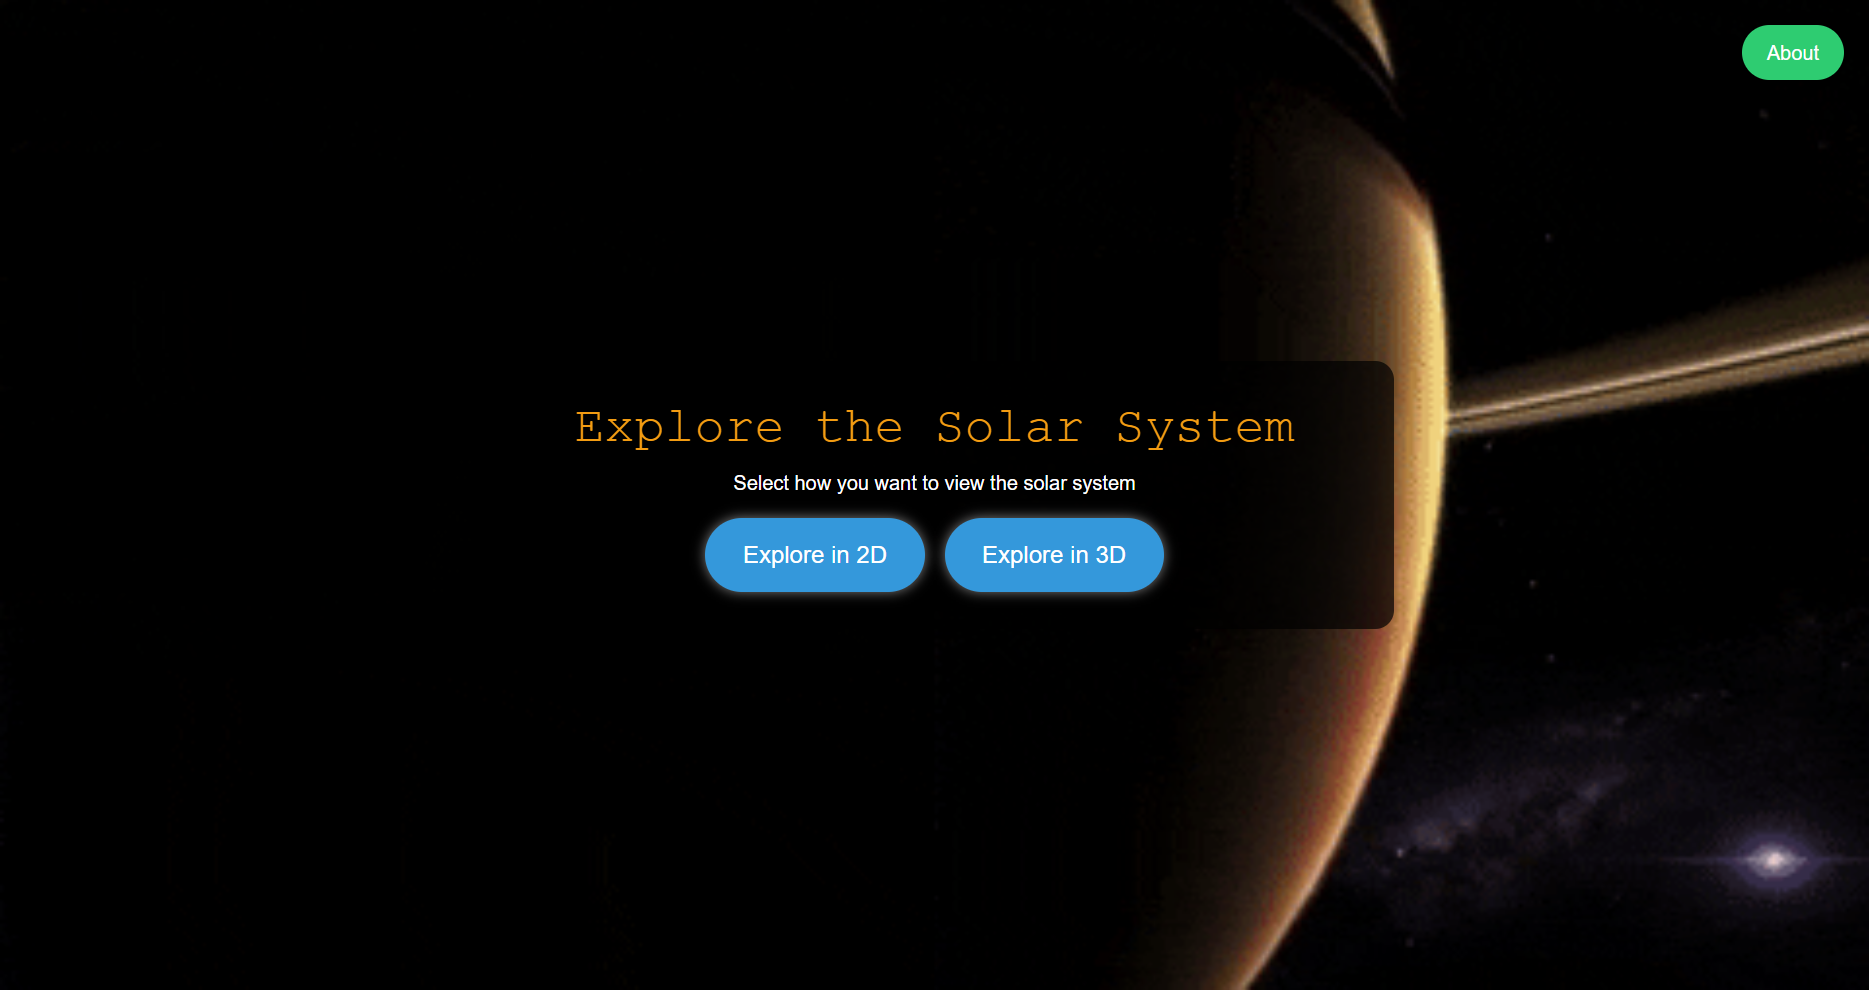 About
Explore the Solar System
Select how you want to view the solar system
Explore in 2D
Explore in 3D